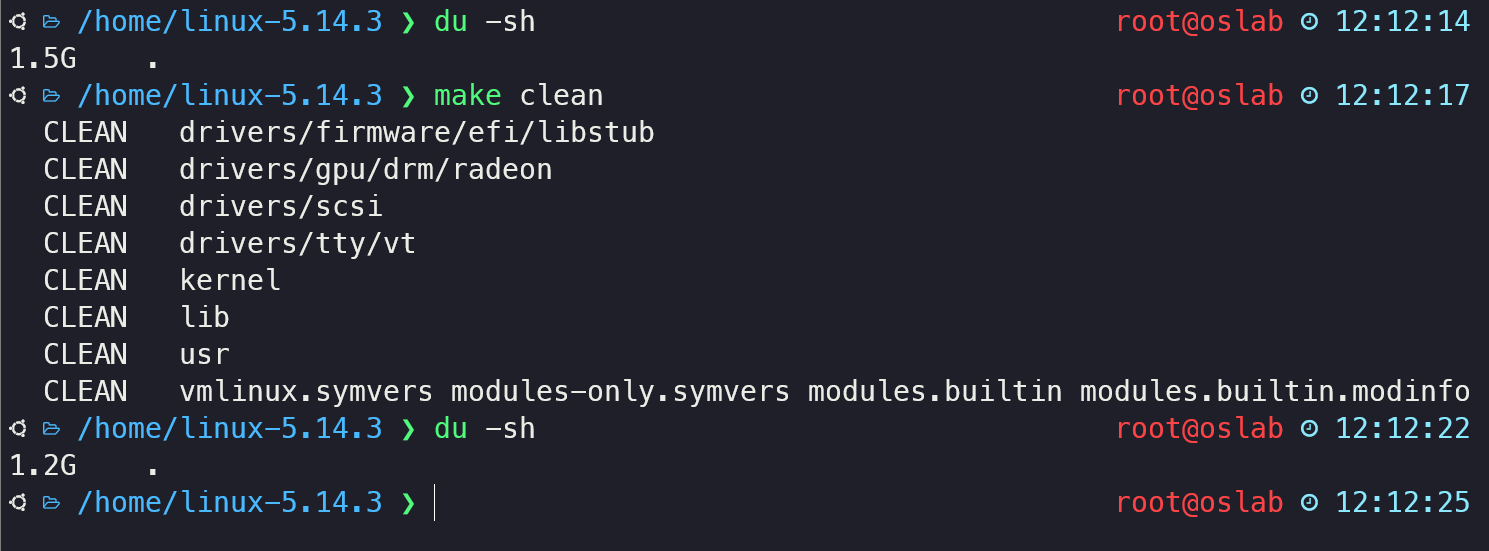 /home/linux-5.14.3 ❯ du -sh root@oslab 12:12:14
1.5G .
/home/linux-5.14.3 ❯ make clean root@oslab 12:12:17
CLEAN drivers/firmware/efi/libstub
CLEAN drivers/gpu/drm/radeon
CLEAN drivers/scsi
CLEAN drivers/tty/vt
CLEAN kernel
CLEAN lib
CLEAN usr
CLEAN vmlinux.symvers modules-only.symvers modules.builtin modules.builtin.modinfo
/home/linux-5.14.3 ❯ du -sh root@oslab 12:12:22
1.2G .
/home/linux-5.14.3 ❯ root@oslab 12:12:25